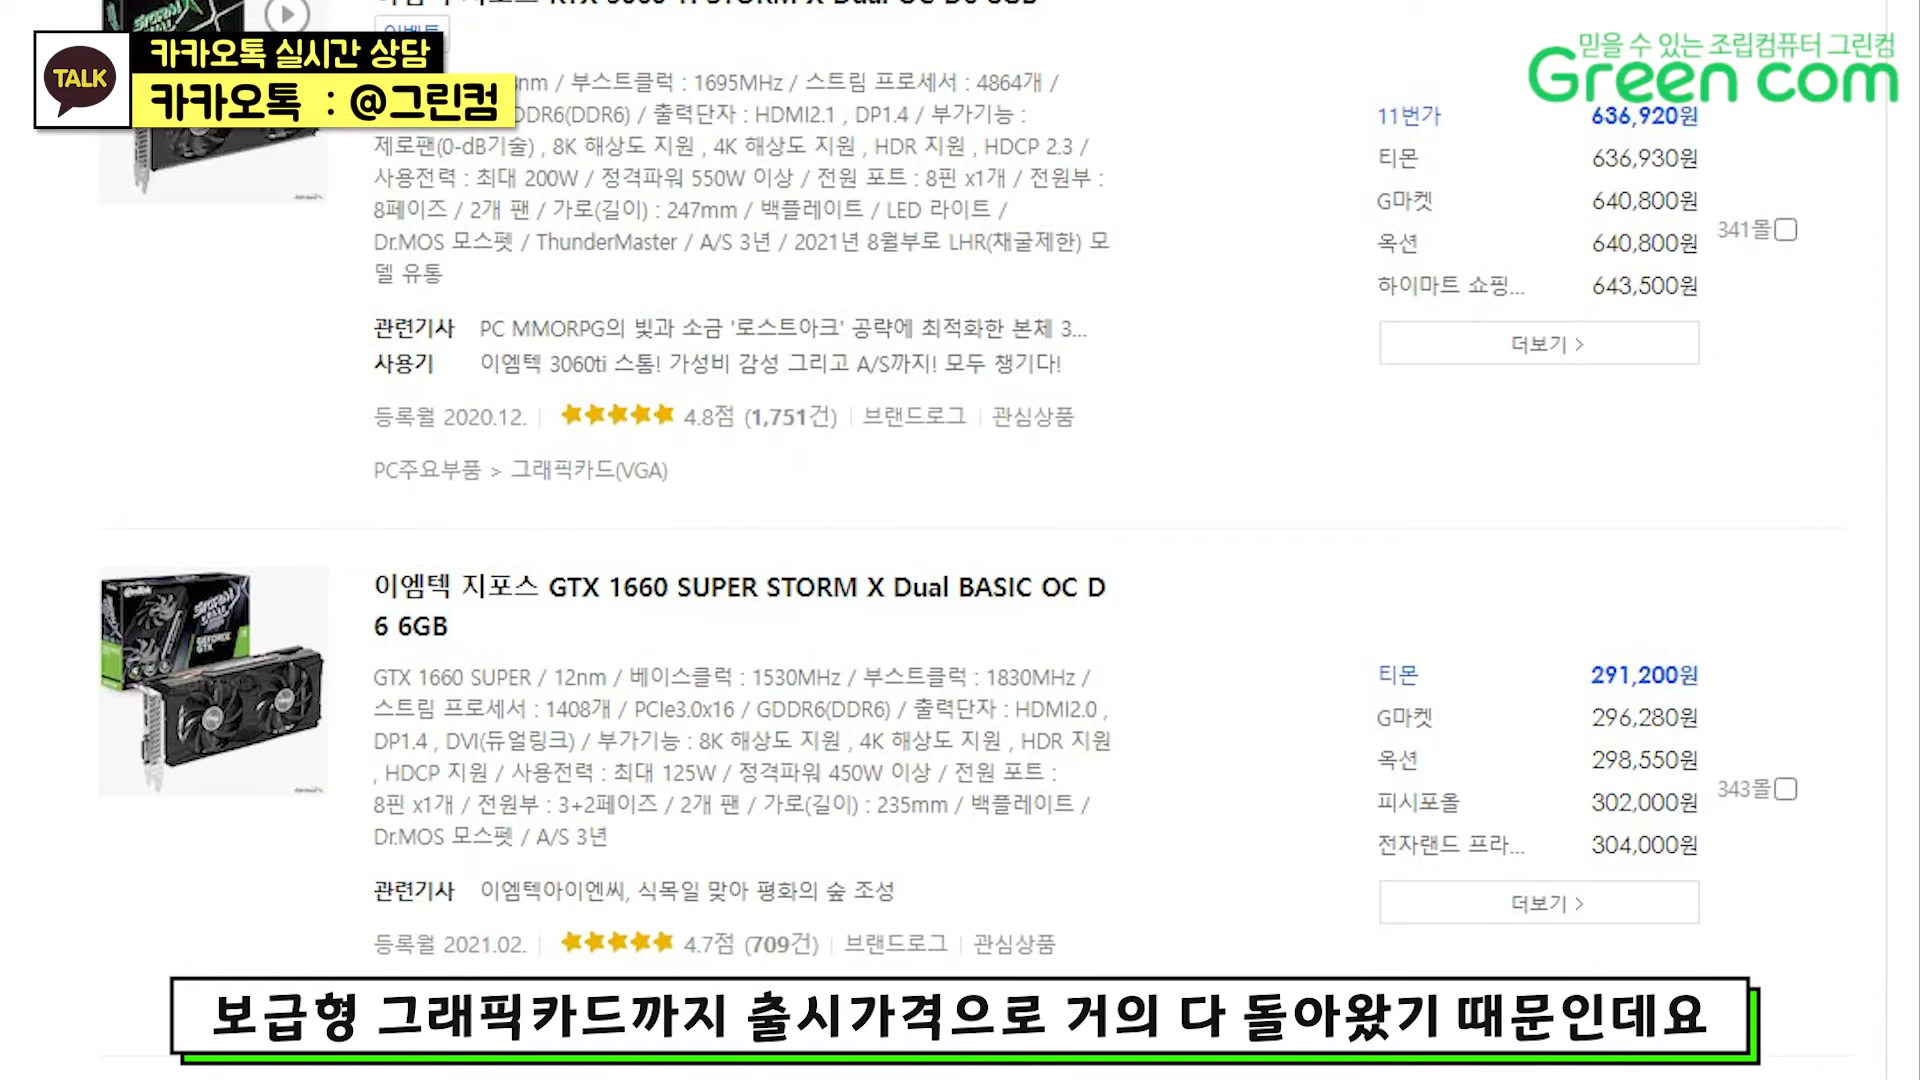 RTX 3060 Ti STORM X Dual OC D6 8GB
이벤트
카카오톡 실시간 상담
TALK
카카오톡 : @그린컴
믿을 수 있는 조립컴퓨터 그린컴
Green com
8nm / 부스트클럭 : 1695MHz / 스트림 프로세서 : 4864개 /
DDR6(DDR6) / 출력단자 : HDMI2.1 , DP1.4 / 부가기능 :
제로팬(0-dB기술) , 8K 해상도 지원 , 4K 해상도 지원 , HDR 지원 , HDCP 2.3 /
사용전력 : 최대 200W / 정격파워 550W 이상 / 전원 포트 : 8핀 x1개 / 전원부 :
8페이즈 / 2개 팬 / 가로(길이) : 247mm / 백플레이트 / LED 라이트 /
Dr.MOS 모스펫 / ThunderMaster / A/S 3년 / 2021년 8월부로 LHR(채굴제한) 모
델 유통
11번가 636,920원
티몬 636,930원
G마켓 640,800원
옥션 640,800원
하이마트 쇼핑... 643,500원
341몰
더보기 >
관련기사 PC MMORPG의 빛과 소금 '로스트아크' 공략에 최적화한 본체 3...
사용기 이엠텍 3060ti 스톰! 가성비 감성 그리고 A/S까지! 모두 챙기다!
등록월 2020.12. 4.8점 (1,751건) 브랜드로그 관심상품
PC주요부품 > 그래픽카드(VGA)
이엠텍 지포스 GTX 1660 SUPER STORM X Dual BASIC OC D
6 6GB
GTX 1660 SUPER / 12nm / 베이스클럭 : 1530MHz / 부스트클럭 : 1830MHz /
스트림 프로세서 : 1408개 / PCIe3.0x16 / GDDR6(DDR6) / 출력단자 : HDMI2.0 ,
DP1.4 , DVI(듀얼링크) / 부가기능 : 8K 해상도 지원 , 4K 해상도 지원 , HDR 지원
, HDCP 지원 / 사용전력 : 최대 125W / 정격파워 450W 이상 / 전원 포트 :
8핀 x1개 / 전원부 : 3+2페이즈 / 2개 팬 / 가로(길이) : 235mm / 백플레이트 /
Dr.MOS 모스펫 / A/S 3년
티몬 291,200원
G마켓 296,280원
옥션 298,550원
피시포올 302,000원
전자랜드 프라... 304,000원
343몰
더보기 >
관련기사 이엠텍아이엔씨, 식목일 맞아 평화의 숲 조성
등록월 2021.02. 4.7점 (709건) 브랜드로그 관심상품
보급형 그래픽카드까지 출시가격으로 거의 다 돌아왔기 때문인데요